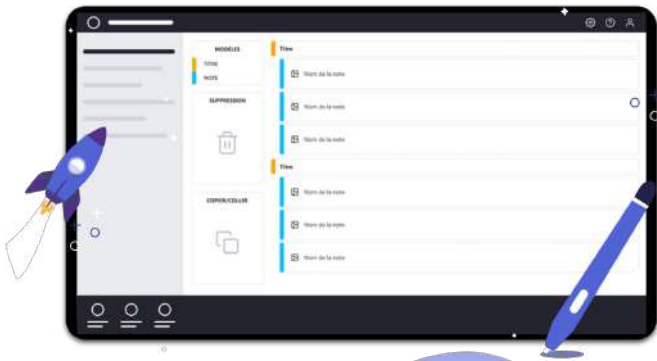 MODÈLES
TITRE
NOTE
SUPPRESSION
COPIER/COLLER
Titre
Nom de la note
Nom de la note
Nom de la note
Titre
Nom de la note
Nom de la note
Nom de la note